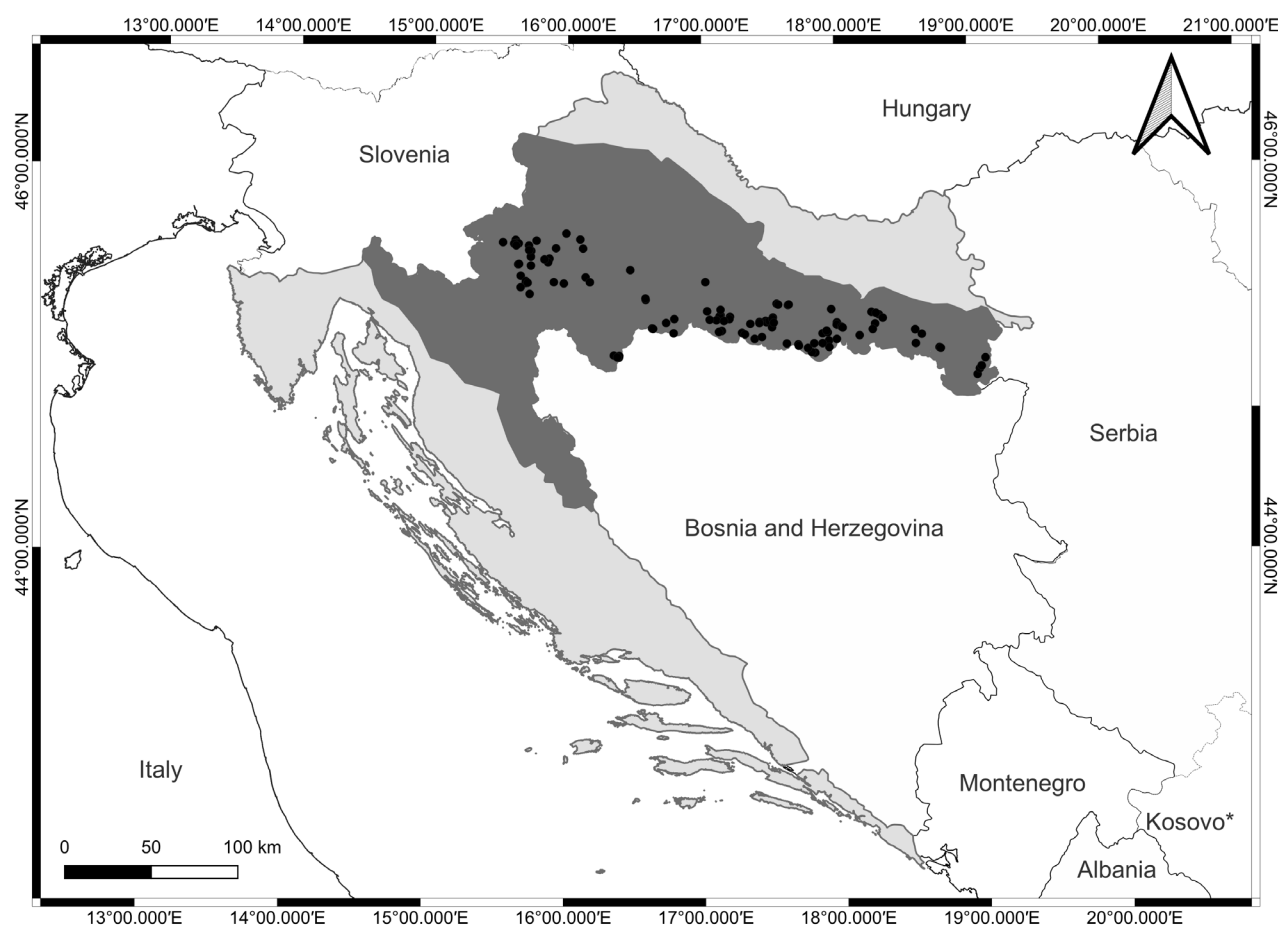 13°00.000'E 14°00.000'E 15°00.000'E 16°00.000'E 17°00.000'E 18°00.000'E 19°00.000'E 20°00.000'E 21°00.000'E
Hungary
Slovenia
46°00.000'N
46°00.000'N
Serbia
Bosnia and Herzegovina
44°00.000'N
44°00.000'N
Italy
Montenegro
Kosovo*
Albania
0 50 100 km
13°00.000'E 14°00.000'E 15°00.000'E 16°00.000'E 17°00.000'E 18°00.000'E 19°00.000'E 20°00.000'E